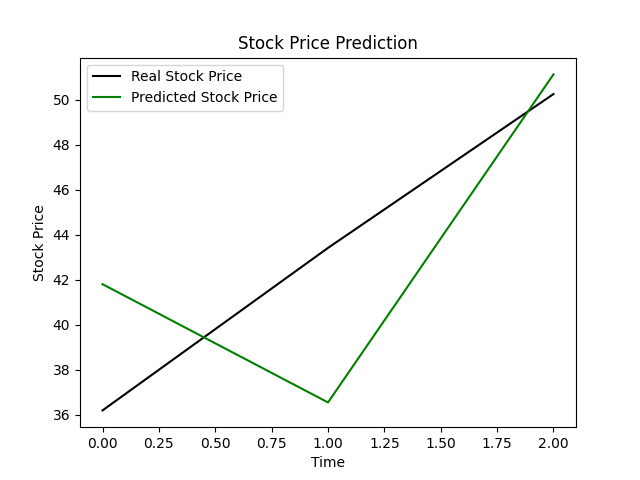 Stock Price Prediction
Real Stock Price
Predicted Stock Price
Stock Price
50
48
46
44
42
40
38
36
0.00 0.25 0.50 0.75 1.00 1.25 1.50 1.75 2.00
Time